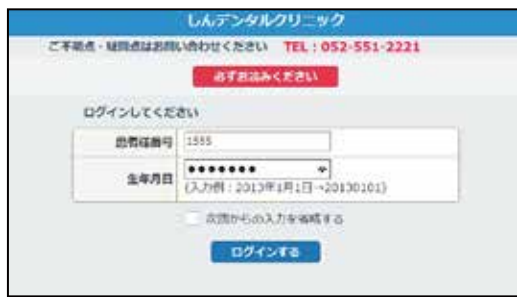 しんデンタルクリニック
ご不明点・疑問点はお問い合わせください TEL：052-551-2221
必ずお読みください
ログインしてください
患者様番号 1555
生年月日 ●●●●●●●
(入力例：2013年1月1日→20130101)
次回からの入力を省略する
ログインする